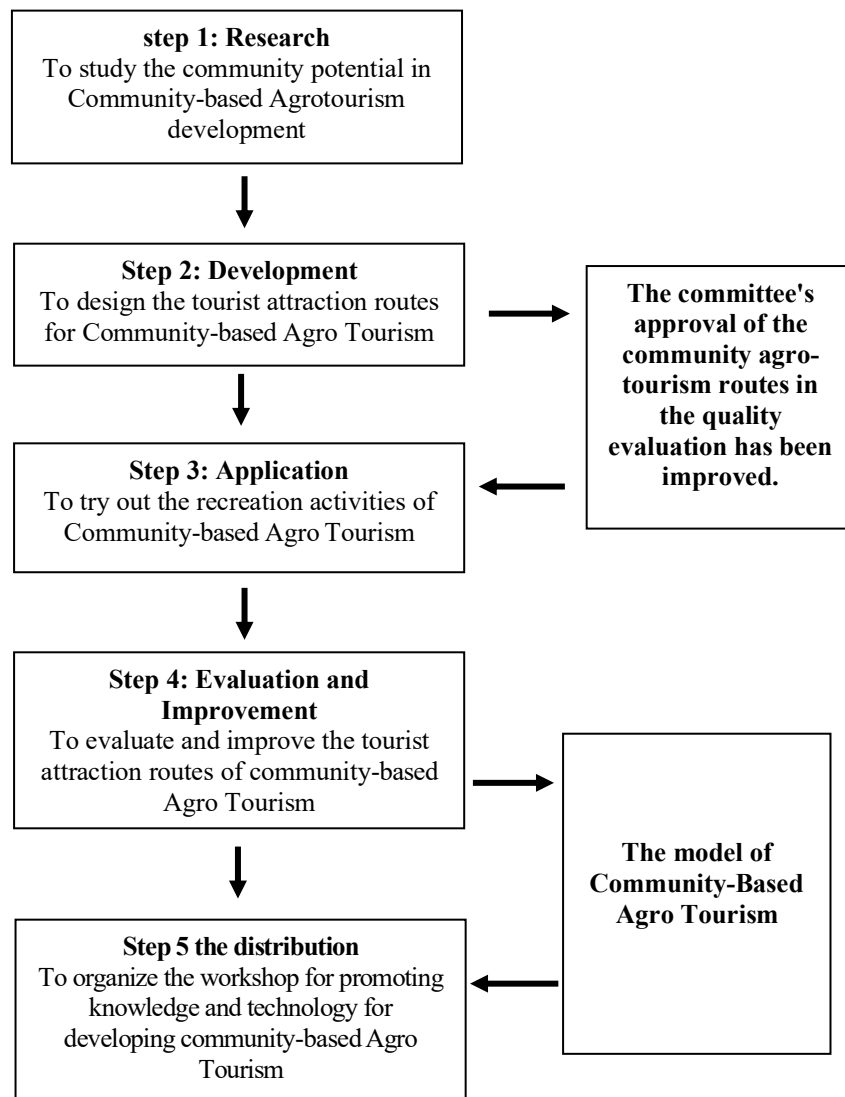 step 1: Research
To study the community potential in
Community-based Agrotourism
development
Step 2: Development
To design the tourist attraction routes
for Community-based Agro Tourism
The committee's
approval of the
community agro-
tourism routes in
the quality
evaluation has been
improved.
Step 3: Application
To try out the recreation activities of
Community-based Agro Tourism
Step 4: Evaluation and
Improvement
To evaluate and improve the tourist
attraction routes of community-based
Agro Tourism
The model of
Community-Based
Agro Tourism
Step 5 the distribution
To organize the workshop for promoting
knowledge and technology for
developing community-based Agro
Tourism